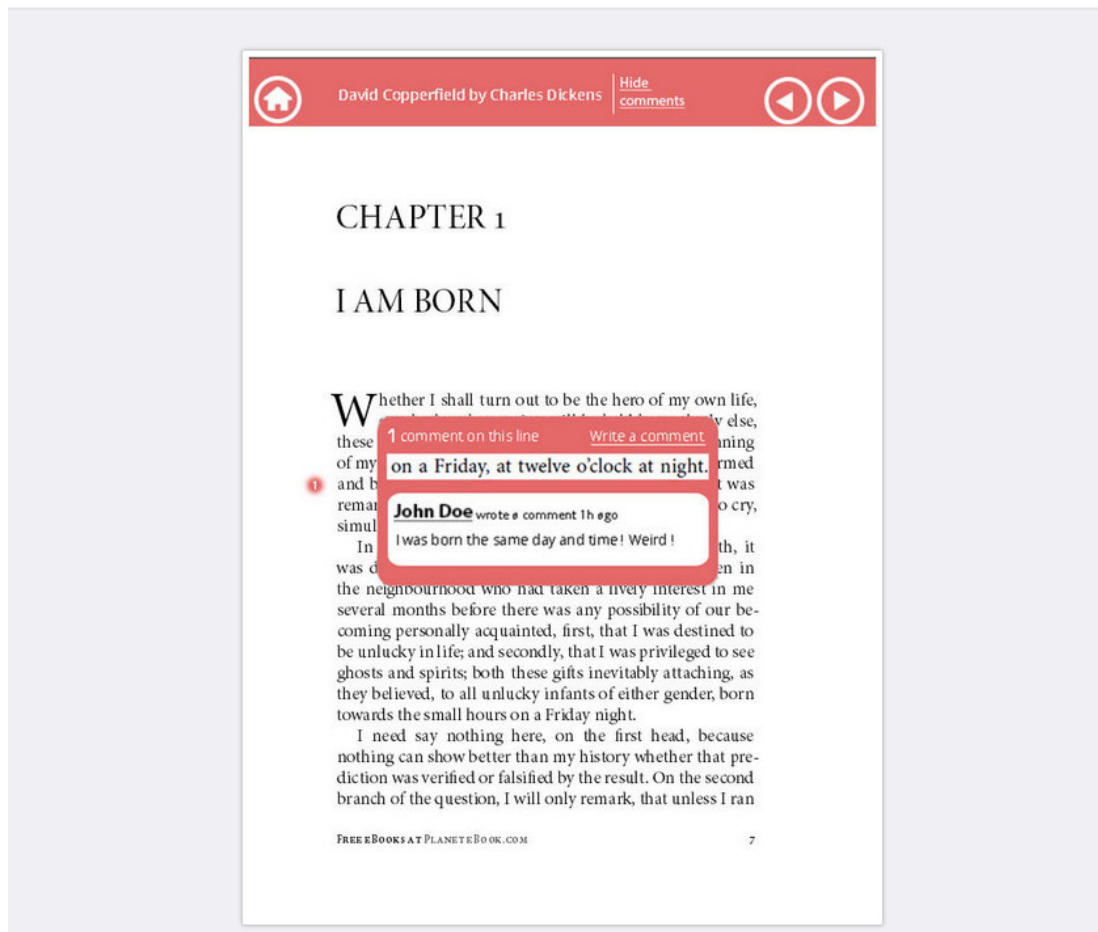 David Copperfield by Charles Dickens
Hide
comments
CHAPTER 1
I AM BORN
Whether I shall turn out to be the hero of my own life,
else,
these
of my
and b t was
remar o cry,
simul
1
1 comment on this line Write a comment
on a Friday, at twelve o'clock at night.
John Doe wrote a comment 1h ago
I was born the same day and time! Weird !
In th, it
was d en in
the neighbourhood who had taken a lively interest in me
several months before there was any possibility of our be-
coming personally acquainted, first, that I was destined to
be unlucky in life; and secondly, that I was privileged to see
ghosts and spirits; both these gifts inevitably attaching, as
they believed, to all unlucky infants of either gender, born
towards the small hours on a Friday night.
I need say nothing here, on the first head, because
nothing can show better than my history whether that pre-
diction was verified or falsified by the result. On the second
branch of the question, I will only remark, that unless I ran
FREE EBOOKS AT PLANETEBOOK.COM 7